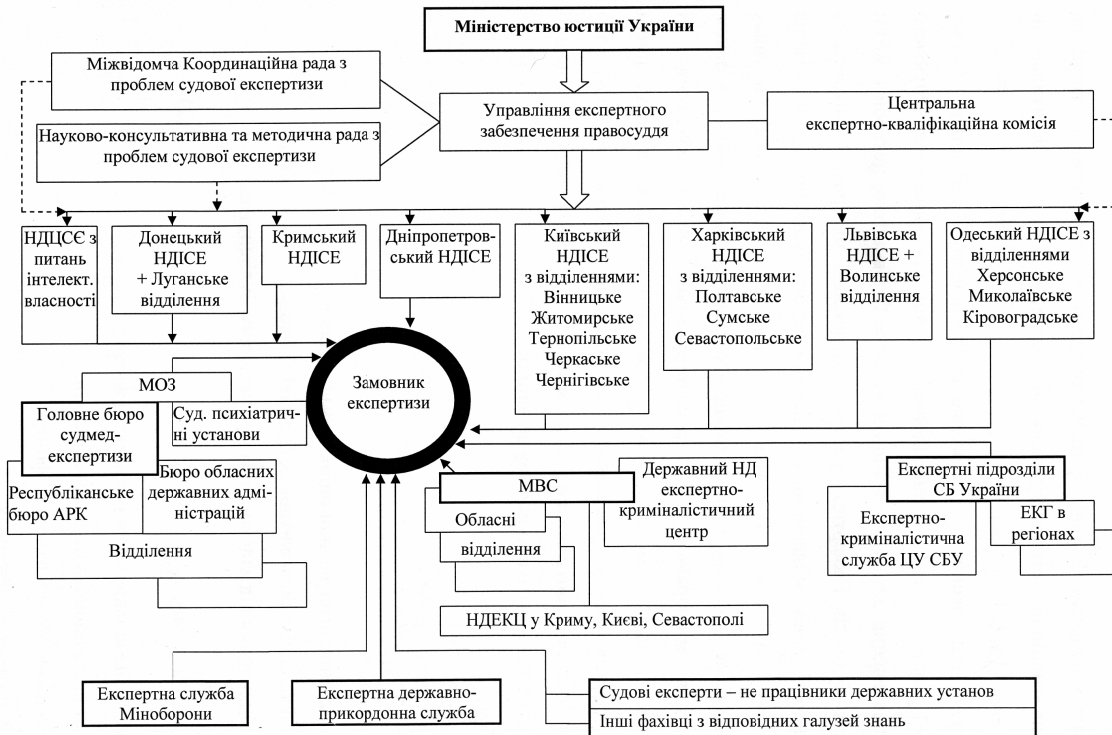 Міністерство юстиції України
Міжвідомча Координаційна рада з
проблем судової експертизи
Управління експертного
забезпечення правосуддя
Центральна
експертно-кваліфікаційна комісія
Науково-консультативна та методична рада з
проблем судової експертизи
НДЦСЄ з
питань
інтелект.
власності
Донецький
НДІСЕ
+ Луганське
відділення
Кримський
НДІСЕ
Дніпропетров-
ський НДІСЕ
Київський
НДІСЕ
з відділеннями:
Вінницьке
Житомирське
Тернопільське
Черкаське
Чернігівське
Харківський
НДІСЕ
з відділеннями:
Полтавське
Сумське
Севастопольське
Львівська
НДІСЕ +
Волинське
відділення
Одеський НДІСЕ з
відділеннями
Херсонське
Миколаївське
Кіровоградське
Замовник
експертизи
МОЗ
Головне бюро
судмед-
експертизи
Суд. психіатрич-
ні установи
Республіканське
бюро АРК
Бюро обласних
державних адмі-
ністрацій
Відділення
МВС
Обласні
відділення
Державний НД
експертно-
криміналістичний
центр
НДЕКЦ у Криму, Києві, Севастополі
Експертні підрозділи
СБ України
Експертно-
криміналістична
служба ЦУ СБУ
ЕКГ в
регіонах
Експертна служба
Міноборони
Експертна державно-
прикордонна служба
Судові експерти – не працівники державних установ
Інші фахівці з відповідних галузей знань